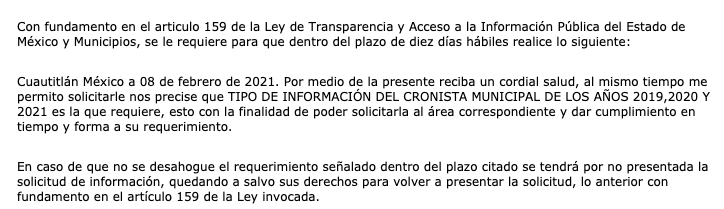 Con fundamento en el articulo 159 de la Ley de Transparencia y Acceso a la Información Pública del Estado de
México y Municipios, se le requiere para que dentro del plazo de diez días hábiles realice lo siguiente:
Cuautitlán México a 08 de febrero de 2021. Por medio de la presente reciba un cordial salud, al mismo tiempo me
permito solicitarle nos precise que TIPO DE INFORMACIÓN DEL CRONISTA MUNICIPAL DE LOS AÑOS 2019,2020 Y
2021 es la que requiere, esto con la finalidad de poder solicitarla al área correspondiente y dar cumplimiento en
tiempo y forma a su requerimiento.
En caso de que no se desahogue el requerimiento señalado dentro del plazo citado se tendrá por no presentada la
solicitud de información, quedando a salvo sus derechos para volver a presentar la solicitud, lo anterior con
fundamento en el artículo 159 de la Ley invocada.